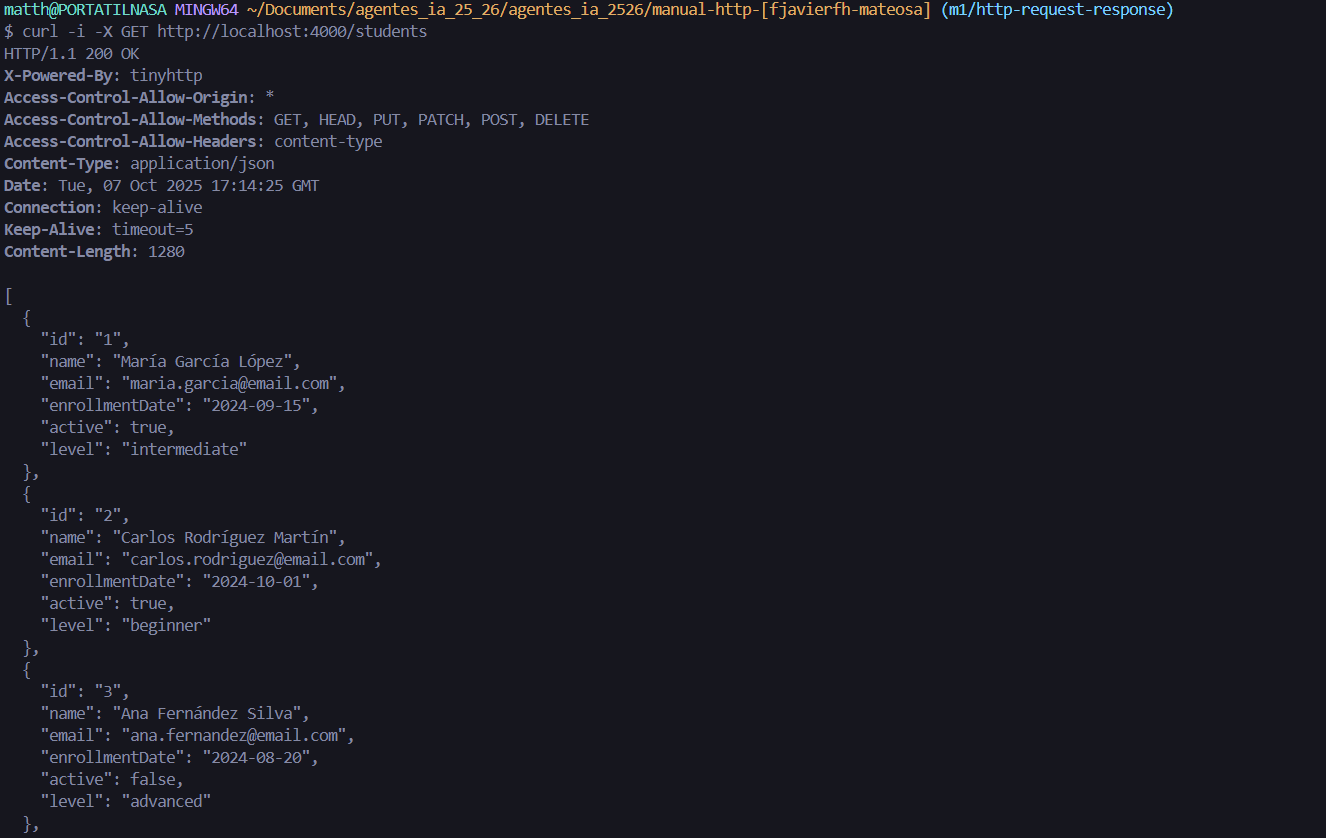 matth@PORTATILNASA MINGW64 ~/Documents/agentes_ia_25_26/agentes_ia_2526/manual-http-[fjavierfh-mateosa] (m1/http-request-response)
$ curl -i -X GET http://localhost:4000/students
HTTP/1.1 200 OK
X-Powered-By: tinyhttp
Access-Control-Allow-Origin: *
Access-Control-Allow-Methods: GET, HEAD, PUT, PATCH, POST, DELETE
Access-Control-Allow-Headers: content-type
Content-Type: application/json
Date: Tue, 07 Oct 2025 17:14:25 GMT
Connection: keep-alive
Keep-Alive: timeout=5
Content-Length: 1280

[
  {
    "id": "1",
    "name": "María García López",
    "email": "maria.garcia@email.com",
    "enrollmentDate": "2024-09-15",
    "active": true,
    "level": "intermediate"
  },
  {
    "id": "2",
    "name": "Carlos Rodríguez Martín",
    "email": "carlos.rodriguez@email.com",
    "enrollmentDate": "2024-10-01",
    "active": true,
    "level": "beginner"
  },
  {
    "id": "3",
    "name": "Ana Fernández Silva",
    "email": "ana.fernandez@email.com",
    "enrollmentDate": "2024-08-20",
    "active": false,
    "level": "advanced"
  },